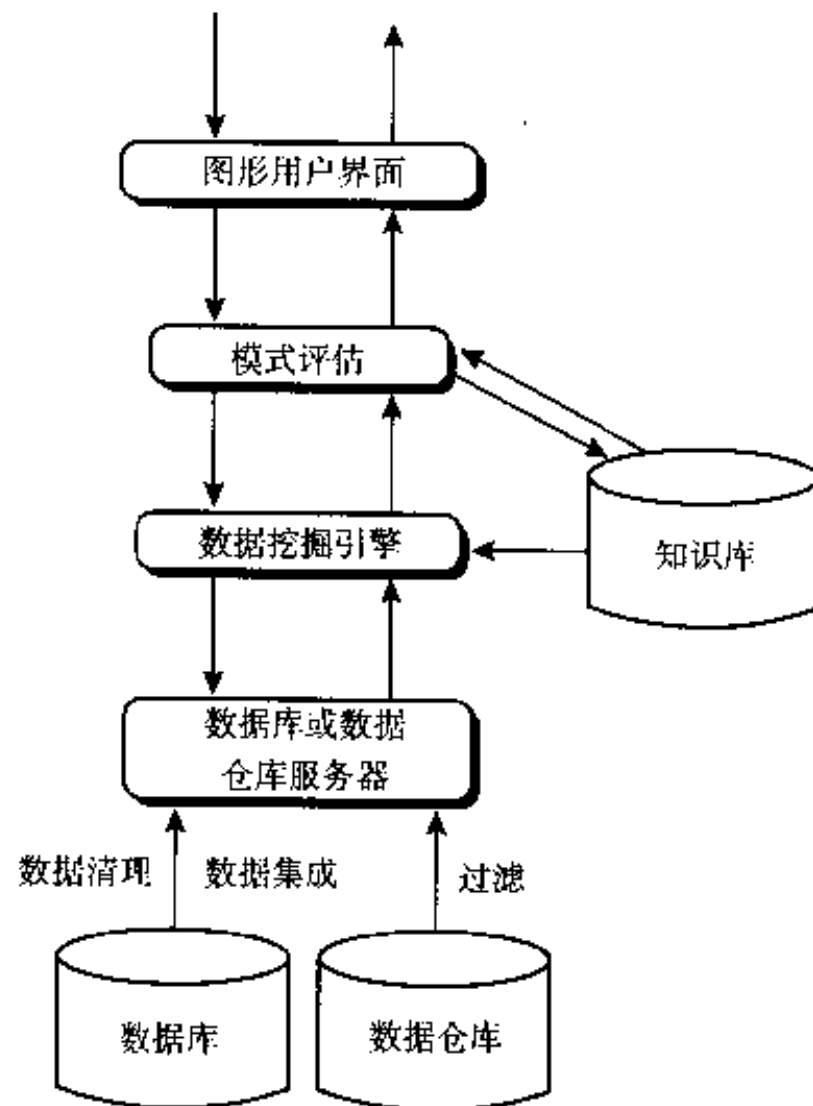 图形用户界面
模式评估
数据挖掘引擎
知识库
数据库或数据
仓库服务器
数据清理
数据集成
过滤
数据库
数据仓库